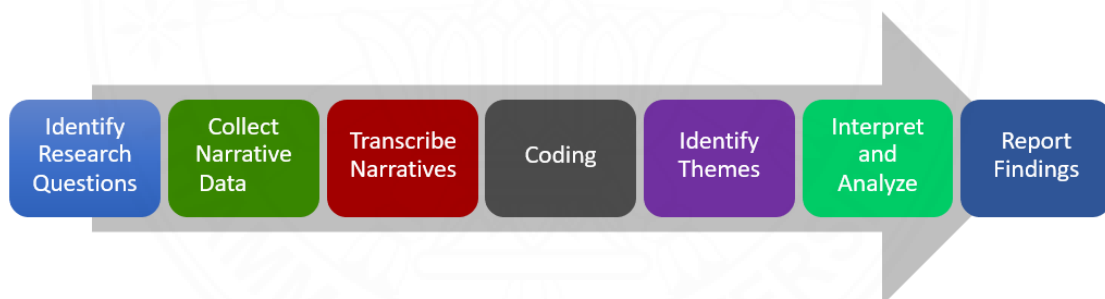 Identify
Research
Questions
Collect
Narrative
Data
Transcribe
Narratives
Coding
Identify
Themes
Interpret
and
Analyze
Report
Findings